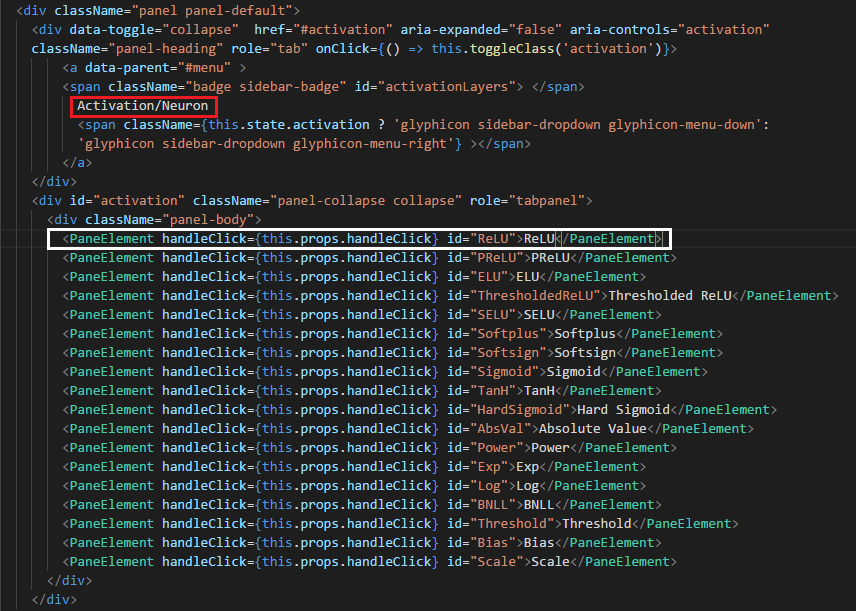 <div className="panel panel-default">
<div data-toggle="collapse"  href="#activation" aria-expanded="false" aria-controls="activation"
className="panel-heading" role="tab" onClick={() => this.toggleClass('activation')}>
<a data-parent="#menu" >
<span className="badge sidebar-badge" id="activationLayers"> </span>
Activation/Neuron
<span className={this.state.activation ? 'glyphicon sidebar-dropdown glyphicon-menu-down':
'glyphicon sidebar-dropdown glyphicon-menu-right'} ></span>
</a>
</div>
<div id="activation" className="panel-collapse collapse" role="tabpanel">
<div className="panel-body">
<PaneElement handleClick={this.props.handleClick} id="ReLU">ReLU</PaneElement>
<PaneElement handleClick={this.props.handleClick} id="PReLU">PReLU</PaneElement>
<PaneElement handleClick={this.props.handleClick} id="ELU">ELU</PaneElement>
<PaneElement handleClick={this.props.handleClick} id="ThresholdedReLU">Thresholded ReLU</PaneElement>
<PaneElement handleClick={this.props.handleClick} id="SELU">SELU</PaneElement>
<PaneElement handleClick={this.props.handleClick} id="Softplus">Softplus</PaneElement>
<PaneElement handleClick={this.props.handleClick} id="Softsign">Softsign</PaneElement>
<PaneElement handleClick={this.props.handleClick} id="Sigmoid">Sigmoid</PaneElement>
<PaneElement handleClick={this.props.handleClick} id="TanH">TanH</PaneElement>
<PaneElement handleClick={this.props.handleClick} id="HardSigmoid">Hard Sigmoid</PaneElement>
<PaneElement handleClick={this.props.handleClick} id="AbsVal">Absolute Value</PaneElement>
<PaneElement handleClick={this.props.handleClick} id="Power">Power</PaneElement>
<PaneElement handleClick={this.props.handleClick} id="Exp">Exp</PaneElement>
<PaneElement handleClick={this.props.handleClick} id="Log">Log</PaneElement>
<PaneElement handleClick={this.props.handleClick} id="BNLL">BNLL</PaneElement>
<PaneElement handleClick={this.props.handleClick} id="Threshold">Threshold</PaneElement>
<PaneElement handleClick={this.props.handleClick} id="Bias">Bias</PaneElement>
<PaneElement handleClick={this.props.handleClick} id="Scale">Scale</PaneElement>
</div>
</div>